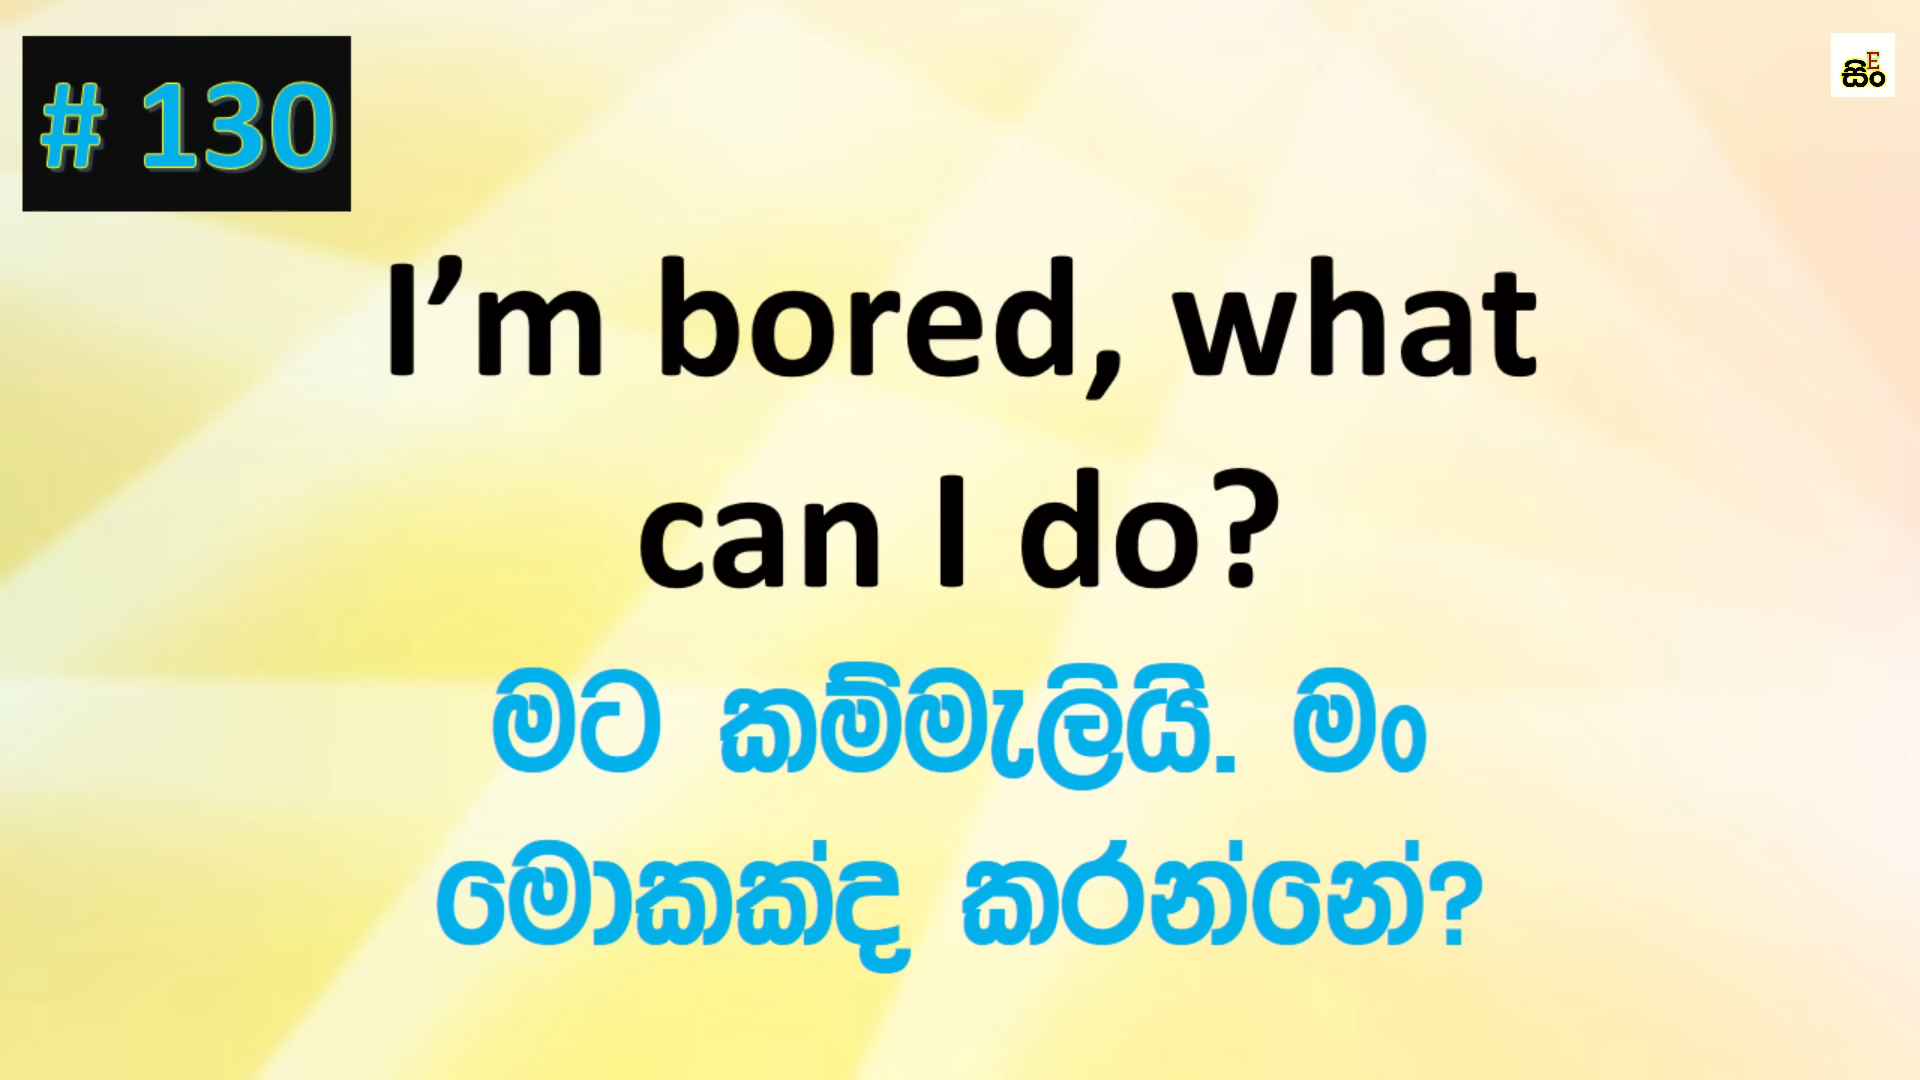 # 130
සිං
E
I’m bored, what
can I do?
මට කම්මැලියි. මං
මොකක්ද කරන්නේ?